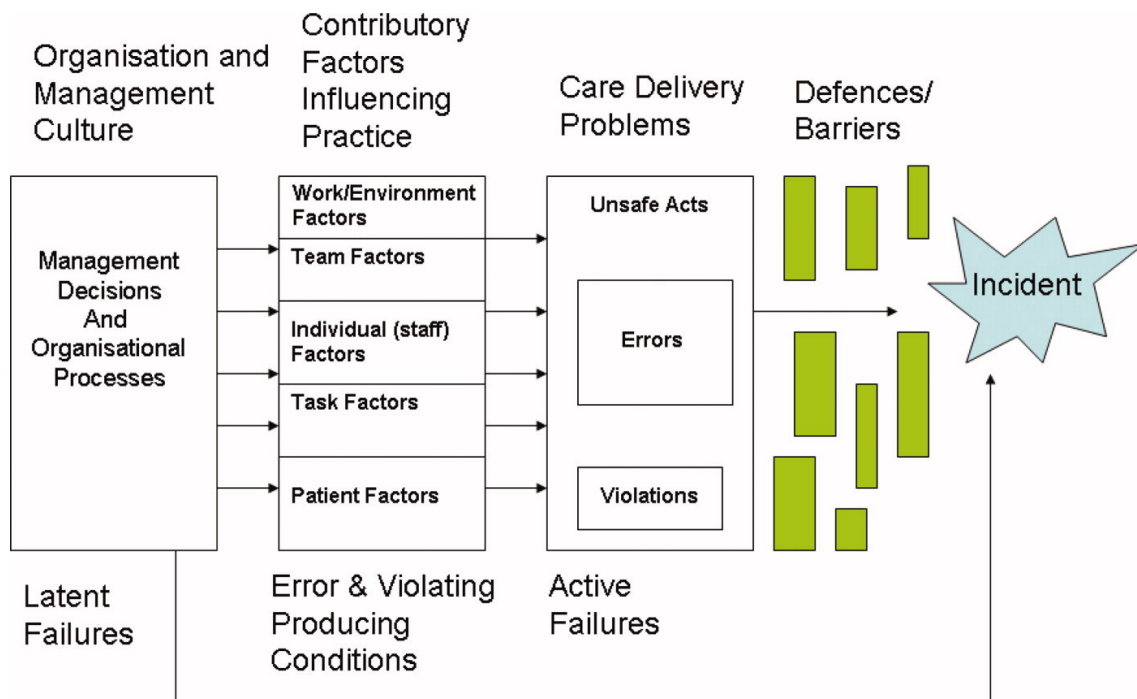 Organisation and
Management
Culture
Contributory
Factors
Influencing
Practice
Care Delivery
Problems
Defences/
Barriers
Management
Decisions
And
Organisational
Processes
Work/Environment
Factors
Team Factors
Individual (staff)
Factors
Task Factors
Patient Factors
Unsafe Acts
Errors
Violations
Incident
Latent
Failures
Error & Violating
Producing
Conditions
Active
Failures